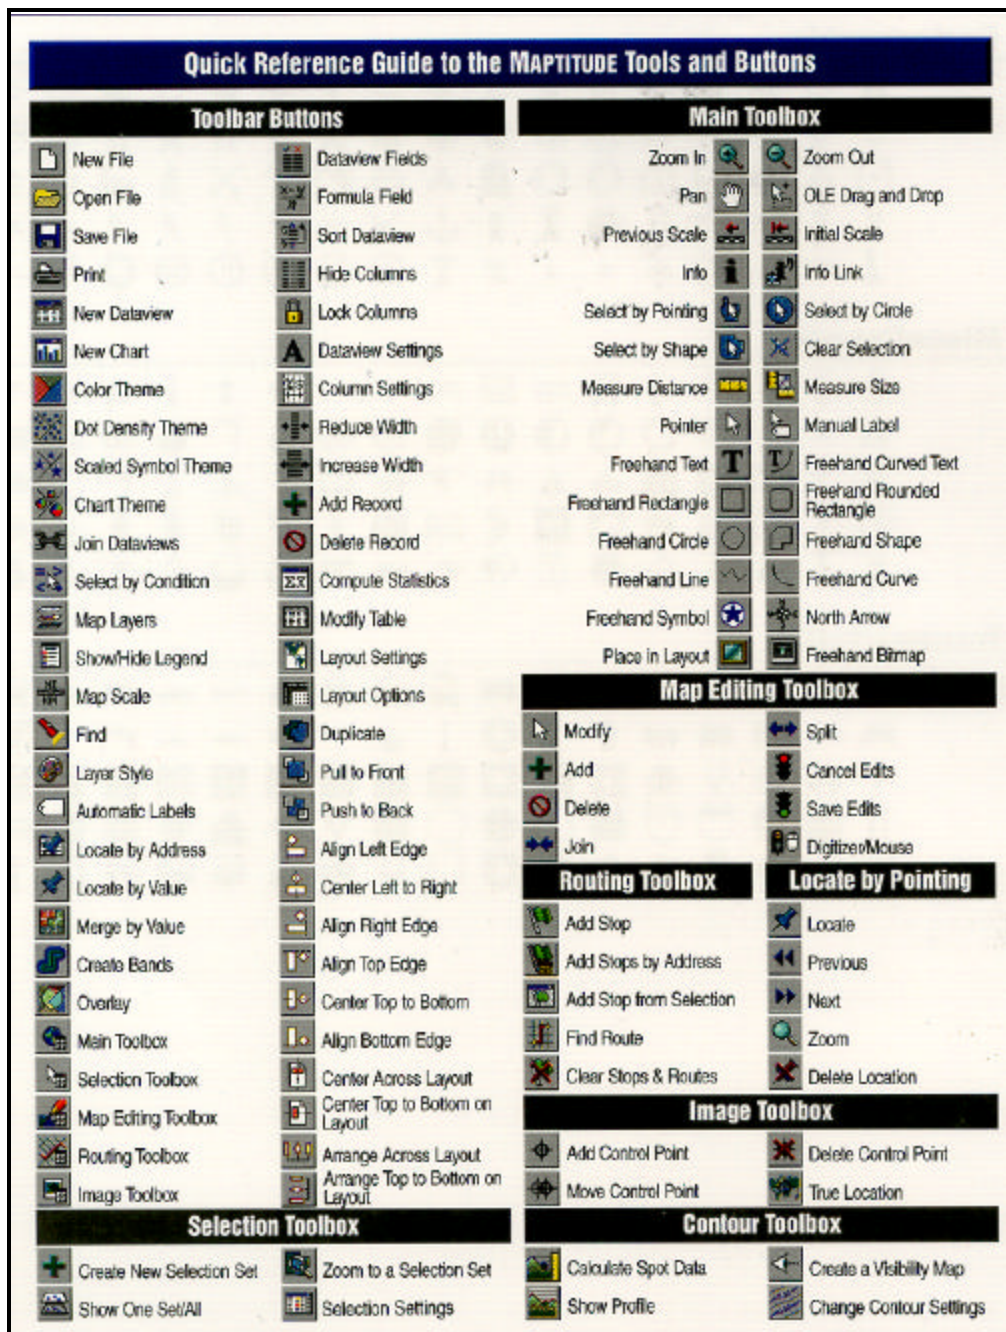 Quick Reference Guide to the MAPTITUDE Tools and Buttons
Toolbar Buttons
New File
Open File
Save File
Print
New Dataview
New Chart
Color Theme
Dot Density Theme
Scaled Symbol Theme
Chart Theme
Join Dataviews
Select by Condition
Map Layers
Show/Hide Legend
Map Scale
Find
Layer Style
Automatic Labels
Locate by Address
Locate by Value
Merge by Value
Create Bands
Overlay
Main Toolbox
Selection Toolbox
Map Editing Toolbox
Routing Toolbox
Image Toolbox
Dataview Fields
Formula Field
Sort Dataview
Hide Columns
Lock Columns
Dataview Settings
Column Settings
Reduce Width
Increase Width
Add Record
Delete Record
Compute Statistics
Modify Table
Layout Settings
Layout Options
Duplicate
Pull to Front
Push to Back
Align Left Edge
Center Left to Right
Align Right Edge
Align Top Edge
Center Top to Bottom
Align Bottom Edge
Center Across Layout
Center Top to Bottom on
Layout
Arrange Across Layout
Arrange Top to Bottom on
Layout
Selection Toolbox
Create New Selection Set
Show One Set/All
Zoom to a Selection Set
Selection Settings
Main Toolbox
Zoom In
Pan
Previous Scale
Info
Select by Pointing
Select by Shape
Measure Distance
Pointer
Freehand Text
Freehand Rectangle
Freehand Circle
Freehand Line
Freehand Symbol
Place in Layout
Zoom Out
OLE Drag and Drop
Initial Scale
Info Link
Select by Circle
Clear Selection
Measure Size
Manual Label
Freehand Curved Text
Freehand Rounded
Rectangle
Freehand Shape
Freehand Curve
North Arrow
Freehand Bitmap
Map Editing Toolbox
Modify
Add
Delete
Join
Split
Cancel Edits
Save Edits
Digitizer/Mouse
Routing Toolbox
Add Stop
Add Stops by Address
Add Stop from Selection
Find Route
Clear Stops & Routes
Locate by Pointing
Locate
Previous
Next
Zoom
Delete Location
Image Toolbox
Add Control Point
Move Control Point
Delete Control Point
True Location
Contour Toolbox
Calculate Spot Data
Show Profile
Create a Visibility Map
Change Contour Settings